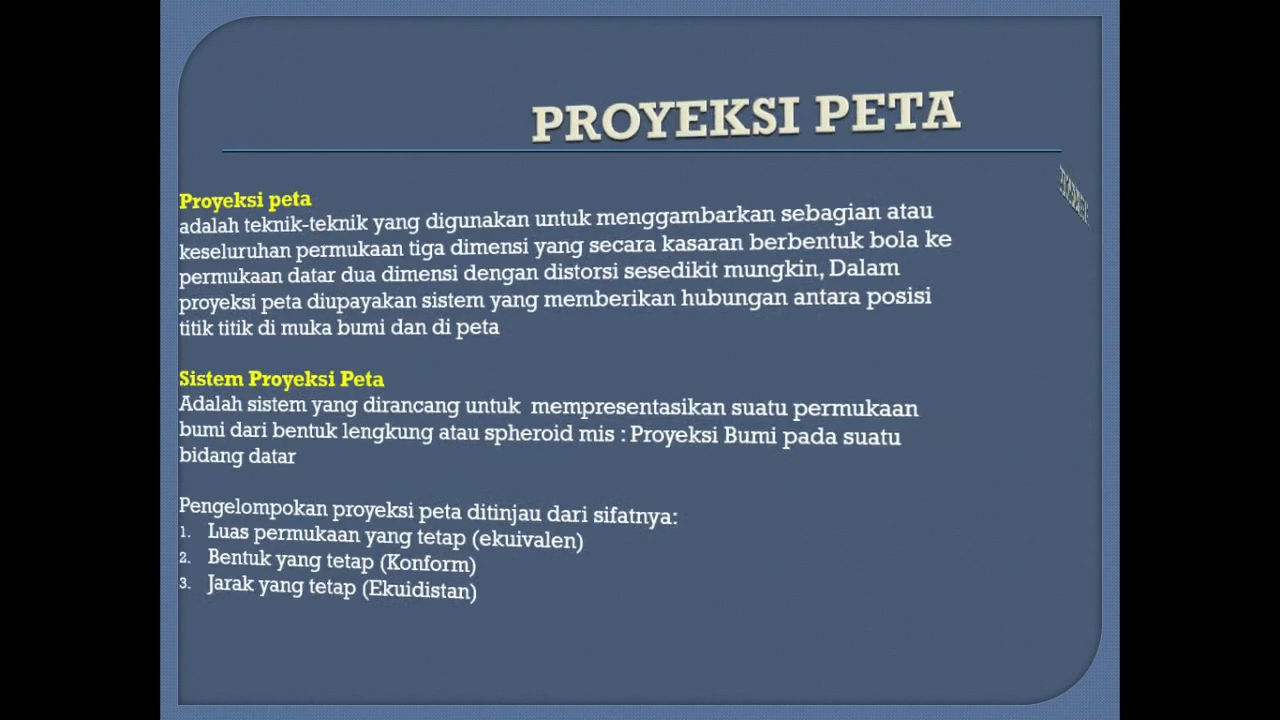 PROYEKSI PETA
Proyeksi peta
adalah teknik-teknik yang digunakan untuk menggambarkan sebagian atau
keseluruhan permukaan tiga dimensi yang secara kasaran berbentuk bola ke
permukaan datar dua dimensi dengan distorsi sesedikit mungkin, Dalam
proyeksi peta diupayakan sistem yang memberikan hubungan antara posisi
titik titik di muka bumi dan di peta
Sistem Proyeksi Peta
Adalah sistem yang dirancang untuk mempresentasikan suatu permukaan
bumi dari bentuk lengkung atau spheroid mis : Proyeksi Bumi pada suatu
bidang datar
Pengelompokan proyeksi peta ditinjau dari sifatnya:
1. Luas permukaan yang tetap (ekuivalen)
2. Bentuk yang tetap (Konform)
3. Jarak yang tetap (Ekuidistan)